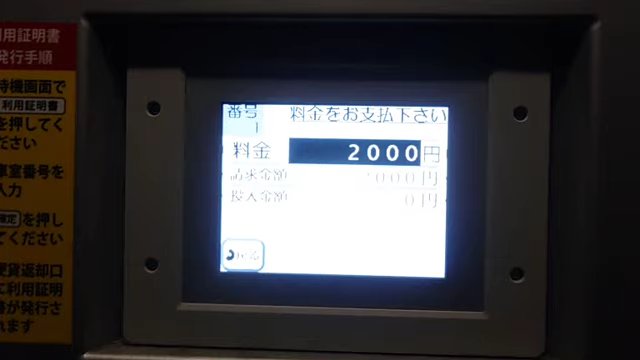 利用証明書
発行手順
待機画面で
利用証明書
を押してく
ださい
車室番号を
入力
確定 を押し
てください
硬貨返却口
に利用証明
書が発行さ
れます
番号
1
料金をお支払下さい
料金 2000円
請求金額 2000円
投入金額 0円
戻る